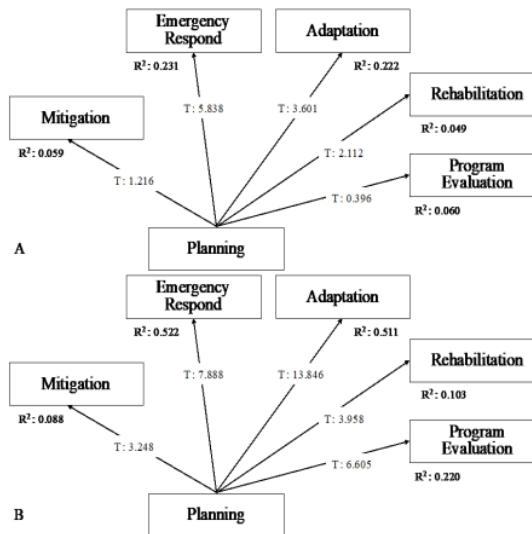 Emergency
Respond
Adaptation
R²: 0.231
R²: 0.222
Rehabilitation
Mitigation
T: 5.838
T: 3.601
R²: 0.049
R²: 0.059
T: 2.112
Program
Evaluation
T: 1.216
T: 0.396
R²: 0.060
A
Planning
Emergency
Respond
Adaptation
R²: 0.522
R²: 0.511
Rehabilitation
Mitigation
T: 7.888
T: 13.846
R²: 0.103
R²: 0.088
T: 3.958
Program
Evaluation
T: 3.248
T: 6.605
R²: 0.220
B
Planning